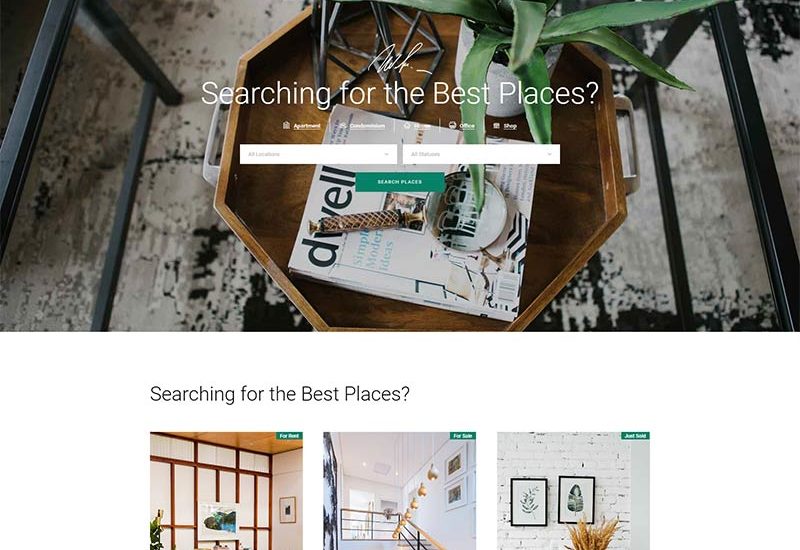 Searching for the Best Places?
Apartment Condominium Office Shop
All Locations All Statuses
SEARCH PLACES
dwell
Simple
Modern
Ideas
Searching for the Best Places?
For Rent For Sale Just Sold